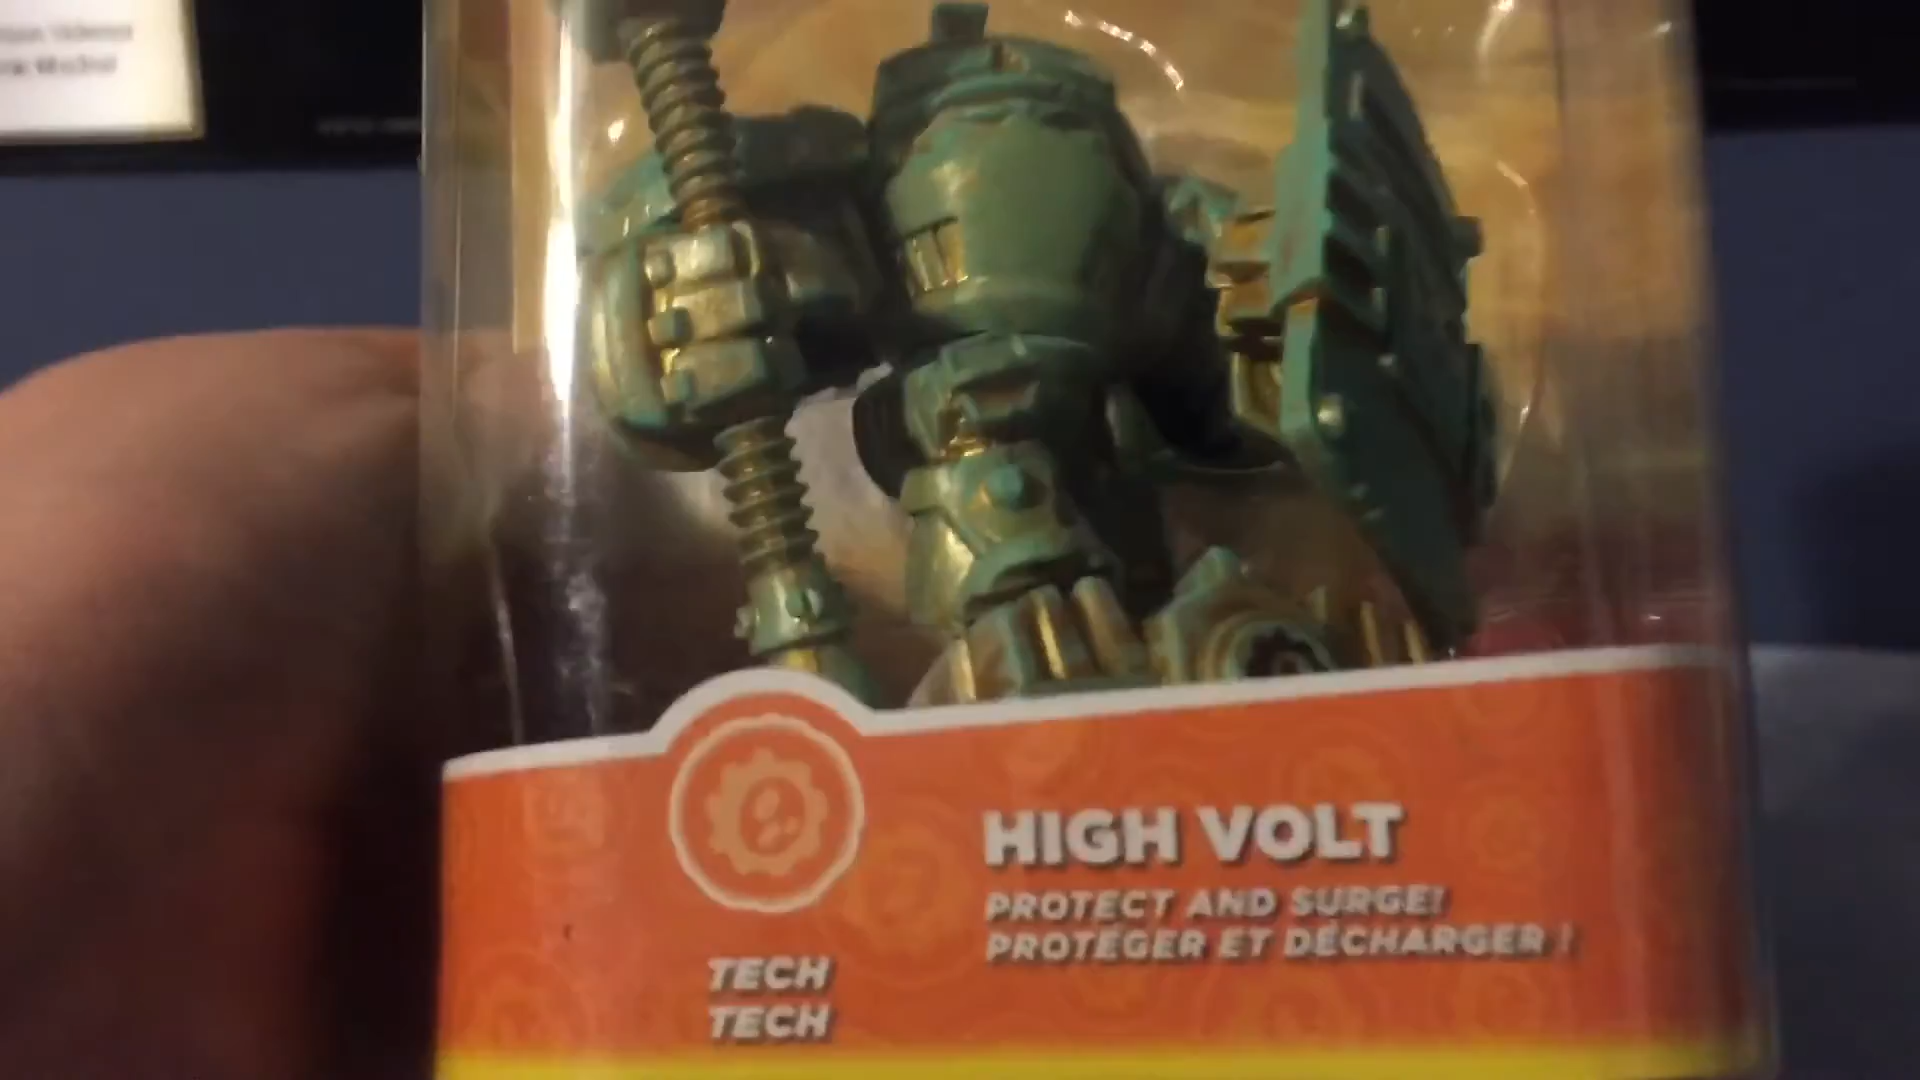 HIGH VOLT
PROTECT AND SURGE!
PROTÉGER ET DÉCHARGER !
TECH
TECH